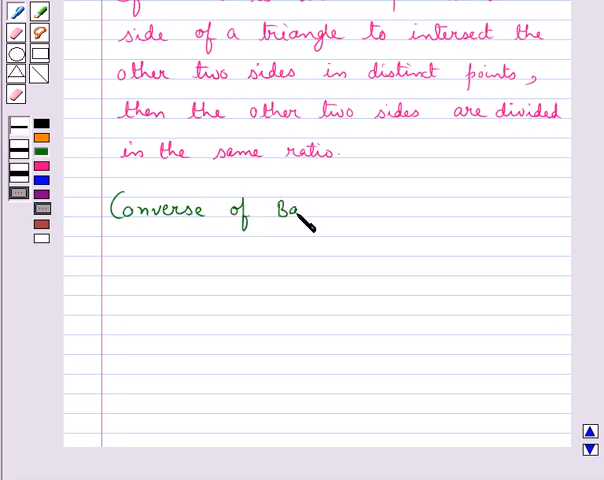 side of a triangle to intersect the
other two sides in distinct points,
then the other two sides are divided
in the same ratio.
Converse of Ba